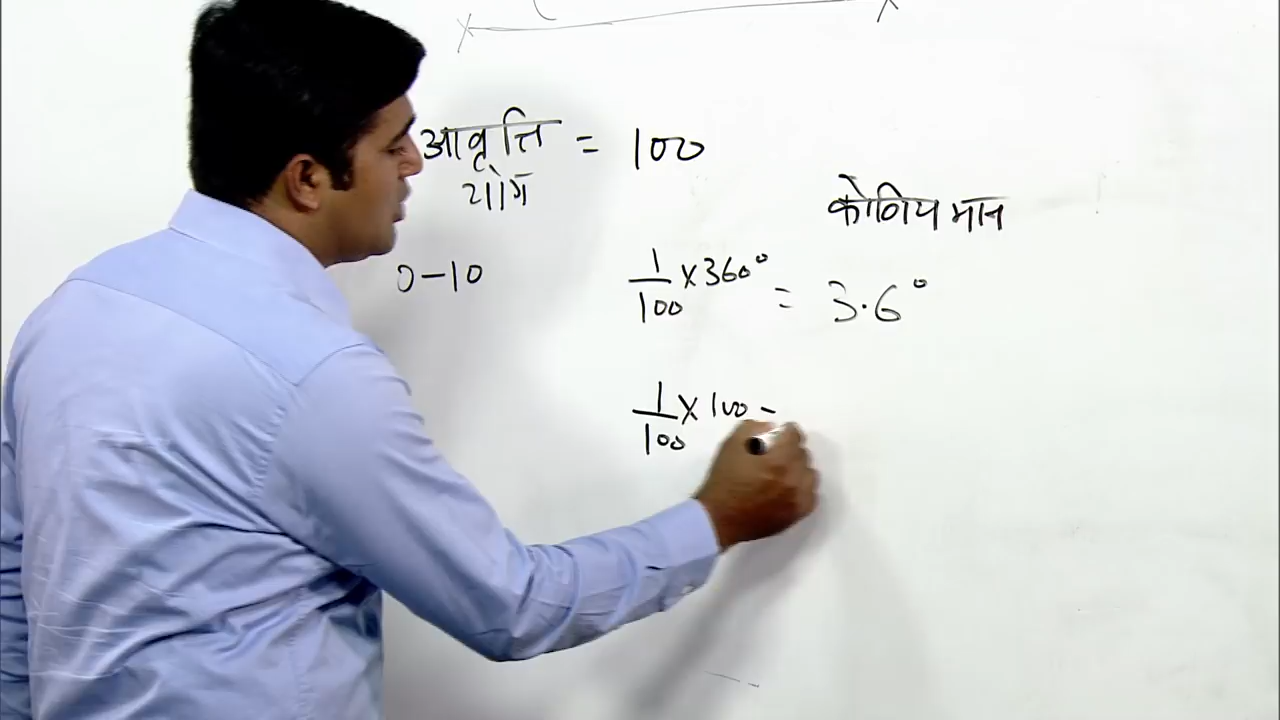 आवृत्ति = 100
योग
कोणिय मान
0-10
1/100 × 360° = 3.6°
1/100 × 100 =